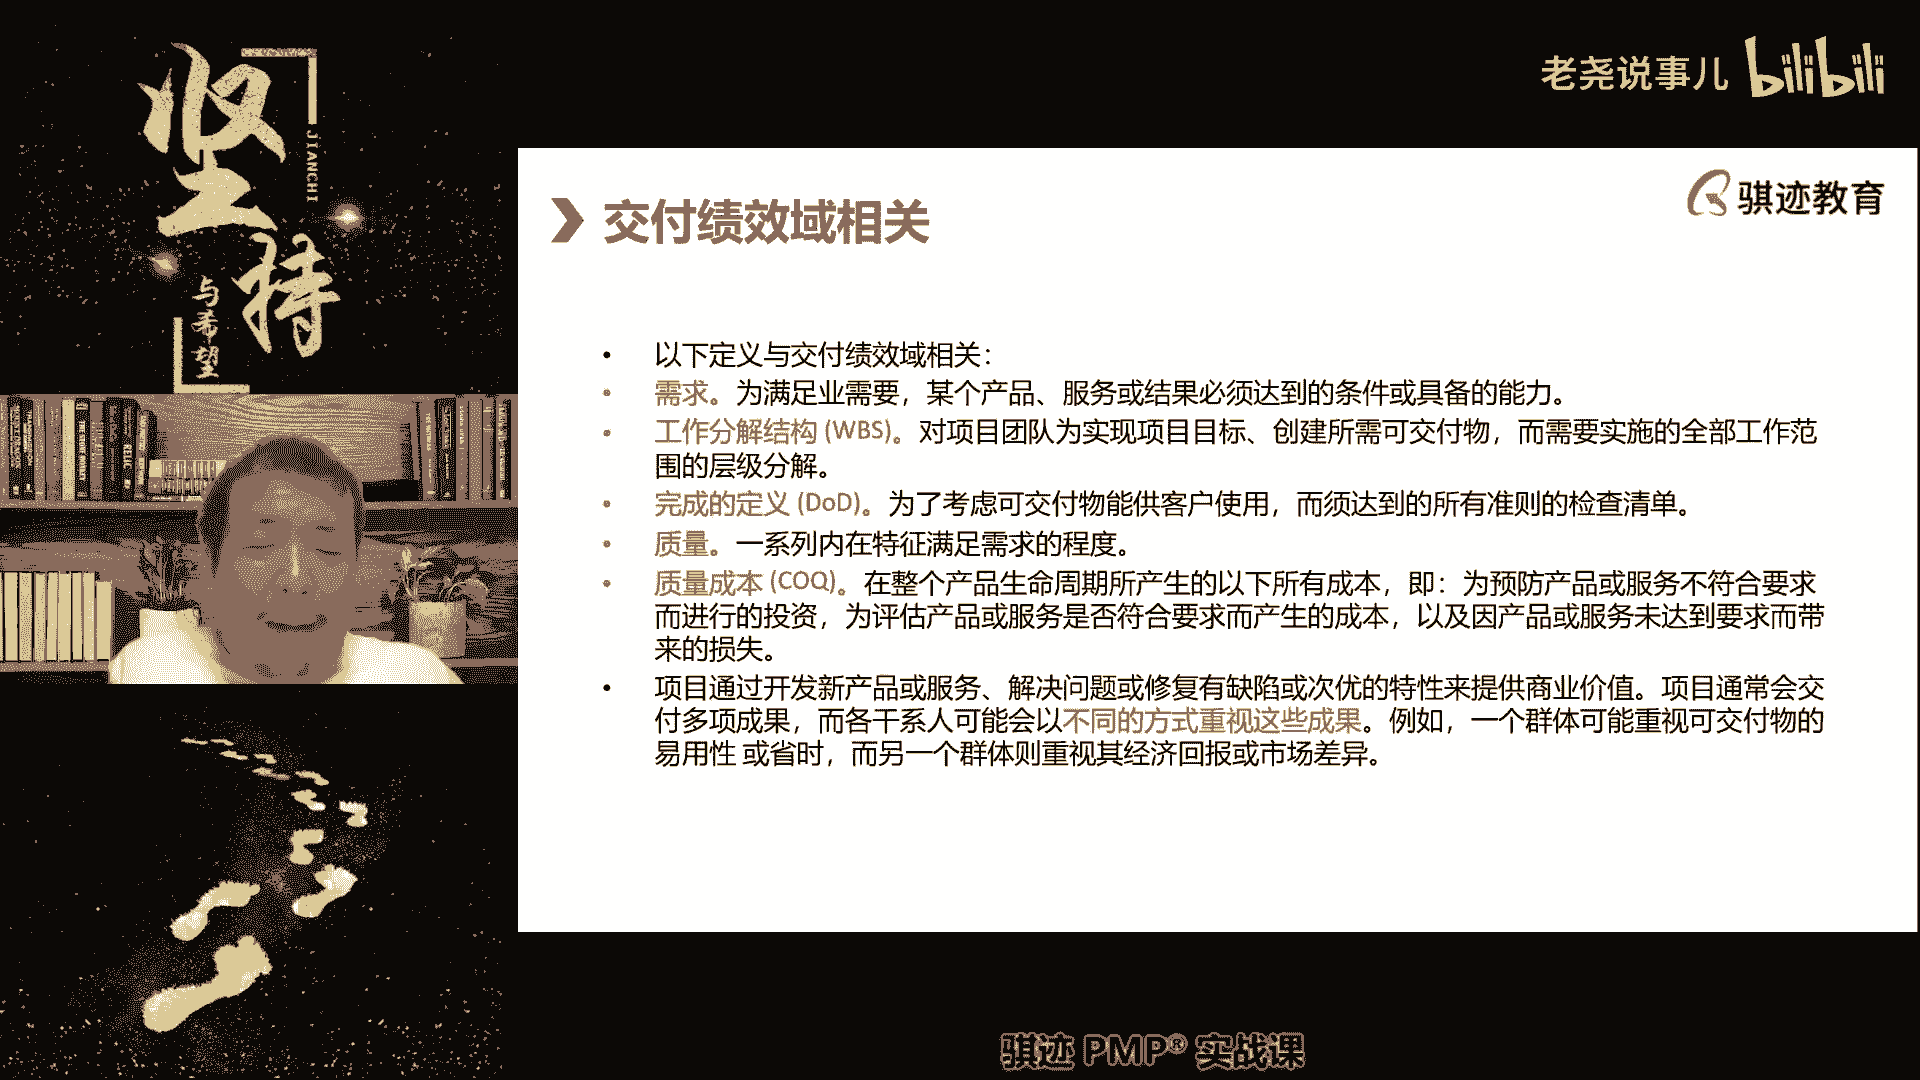 坚持
JIANCHI
与希望
老尧说事儿 bilibili
骐迹教育
交付绩效域相关
• 以下定义与交付绩效域相关：
• 需求。为满足业需要，某个产品、服务或结果必须达到的条件或具备的能力。
• 工作分解结构 (WBS)。对项目团队为实现项目目标、创建所需可交付物，而需要实施的全部工作范
围的层级分解。
• 完成的定义 (DoD)。为了考虑可交付物能供客户使用，而须达到的所有准则的检查清单。
• 质量。一系列内在特征满足需求的程度。
• 质量成本 (COQ)。在整个产品生命周期所产生的以下所有成本，即：为预防产品或服务不符合要求
而进行的投资，为评估产品或服务是否符合要求而产生的成本，以及因产品或服务未达到要求而带
来的损失。
• 项目通过开发新产品或服务、解决问题或修复有缺陷或次优的特性来提供商业价值。项目通常会交
付多项成果，而各干系人可能会以不同的方式重视这些成果。例如，一个群体可能重视可交付物的
易用性 或省时，而另一个群体则重视其经济回报或市场差异。
骐迹 PMP® 实战课